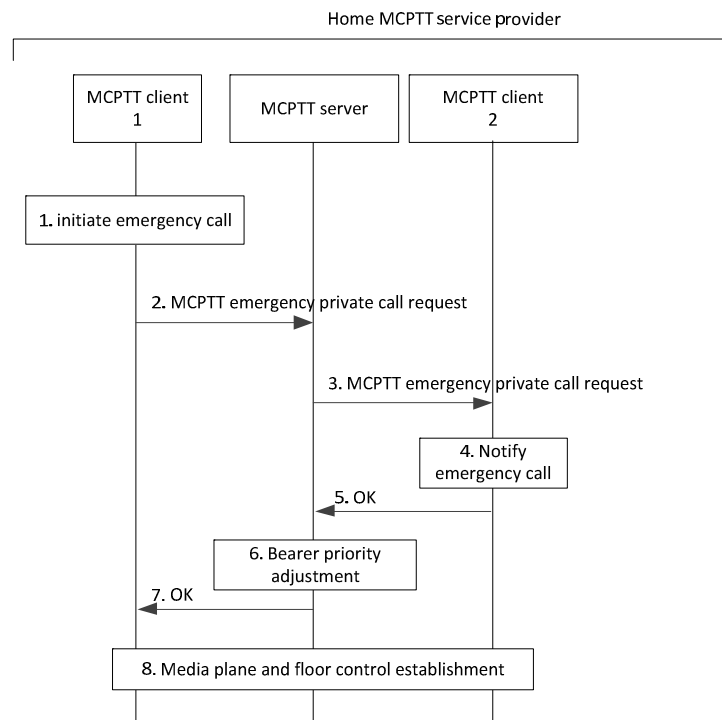 Home MCPTT service provider
MCPTT client
1
MCPTT server
MCPTT client
2
1. initiate emergency call
2. MCPTT emergency private call request
3. MCPTT emergency private call request
4. Notify
emergency call
5. OK
6. Bearer priority
adjustment
7. OK
8. Media plane and floor control establishment